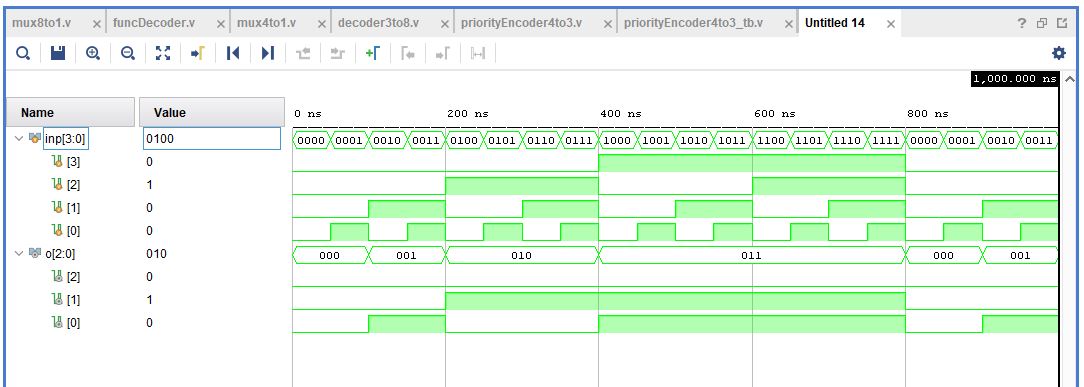 mux8to1.v × funcDecoder.v × mux4to1.v × decoder3to8.v × priorityEncoder4to3.v × priorityEncoder4to3_tb.v × Untitled 14 × ?
1,000.000 ns
Name Value 0 ns 200 ns 400 ns 600 ns 800 ns
inp[3:0] 0100 0000 0001 0010 0011 0100 0101 0110 0111 1000 1001 1010 1011 1100 1101 1110 1111 0000 0001 0010 0011
[3] 0
[2] 1
[1] 0
[0] 0
o[2:0] 010 000 001 010 011 000 001
[2] 0
[1] 1
[0] 0